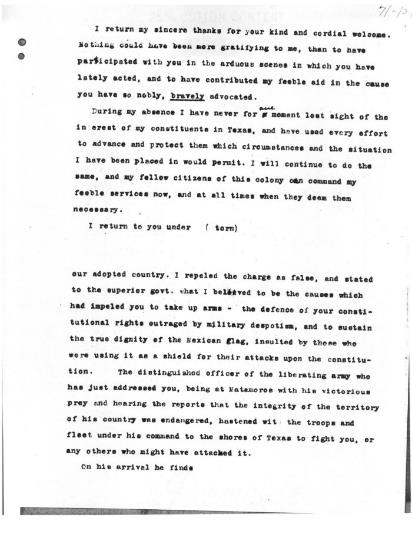 71-12
I return my sincere thanks for your kind and cordial welcome.
Nothing could have been more gratifying to me, than to have
participated with you in the arduous scenes in which you have
lately acted, and to have contributed my feeble aid in the cause
you have so nobly, bravely advocated.
During my absence I have never for one moment lost sight of the
in erest of my constituents in Texas, and have used every effort
to advance and protect them which circumstances and the situation
I have been placed in would permit. I will continue to do the
same, and my fellow citizens of this colony can command my
feeble services now, and at all times when they deem them
necessary.
I return to you under ( torn)
our adopted country. I repeled the charge as false, and stated
to the superior govt. what I believed to be the causes which
had impeled you to take up arms - the defence of your consti-
tutional rights outraged by military despotism, and to sustain
the true dignity of the Mexican flag, insulted by those who
were using it as a shield for their attacks upon the constitu-
tion. The distinguished officer of the liberating army who
has just addressed you, being at Matamoros with his victorious
prey and hearing the reports that the integrity of the territory
of his country was endangered, hastened wit the troops and
fleet under his command to the shores of Texas to fight you, or
any others who might have attacked it.
On his arrival he finds